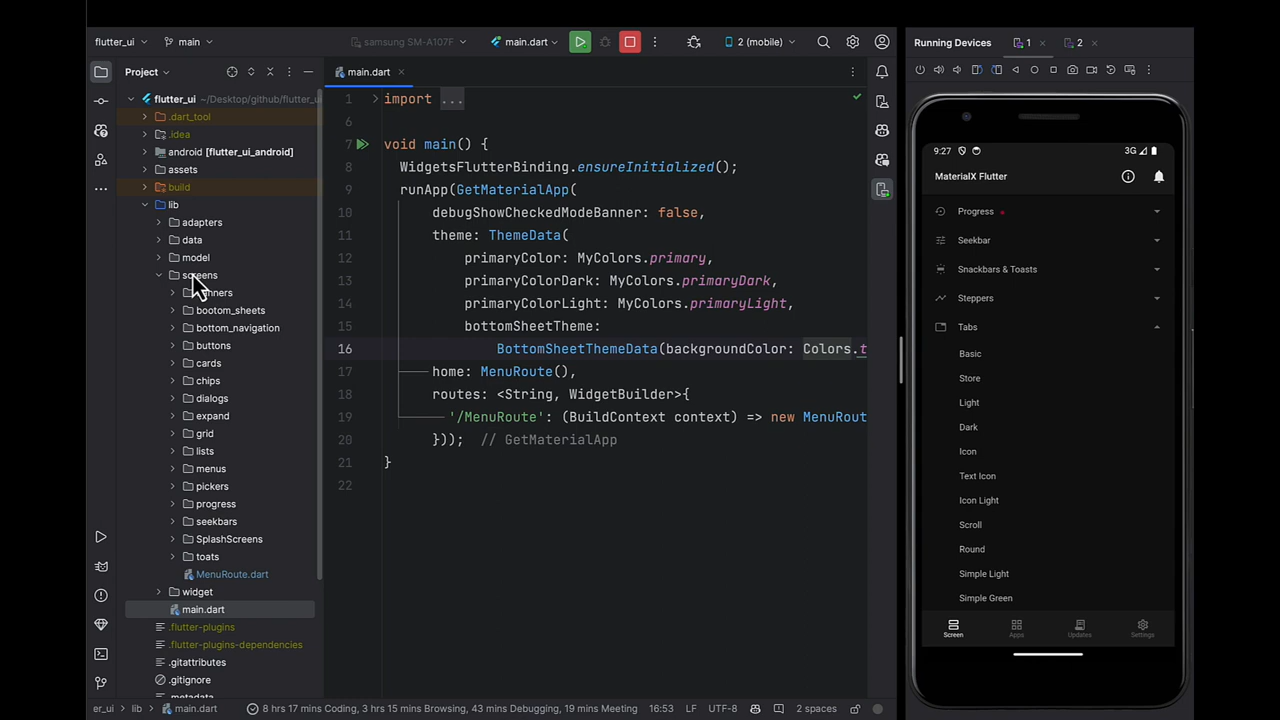 flutter_ui
main
samsung SM-A107F
main.dart
2 (mobile)
Running Devices
1
2
Project
main.dart
flutter_ui ~/Desktop/github/flutter_ui
.dart_tool
.idea
android [flutter_ui_android]
assets
build
lib
adapters
data
model
screens
bootom_sheets
bottom_navigation
buttons
cards
chips
dialogs
expand
grid
lists
menus
pickers
progress
seekbars
SplashScreens
toats
MenuRoute.dart
widget
main.dart
.flutter-plugins
.flutter-plugins-dependencies
.gitattributes
.gitignore
.metadata
1 import ...
6
7 void main() {
8 WidgetsFlutterBinding.ensureInitialized();
9 runApp(GetMaterialApp(
10 debugShowCheckedModeBanner: false,
11 theme: ThemeData(
12 primaryColor: MyColors.primary,
13 primaryColorDark: MyColors.primaryDark,
14 primaryColorLight: MyColors.primaryLight,
15 bottomSheetTheme:
16 BottomSheetThemeData(backgroundColor: Colors.t
17 home: MenuRoute(),
18 routes: <String, WidgetBuilder>{
19 '/MenuRoute': (BuildContext context) => new MenuRout
20 })); // GetMaterialApp
21 }
22
9:27
3G
MaterialX Flutter
Progress
Seekbar
Snackbars & Toasts
Steppers
Tabs
Basic
Store
Light
Dark
Icon
Text Icon
Icon Light
Scroll
Round
Simple Light
Simple Green
Screen
Apps
Updates
Settings
er_ui > lib > main.dart
8 hrs 17 mins Coding, 3 hrs 15 mins Browsing, 43 mins Debugging, 19 mins Meeting
16:53
LF
UTF-8
2 spaces